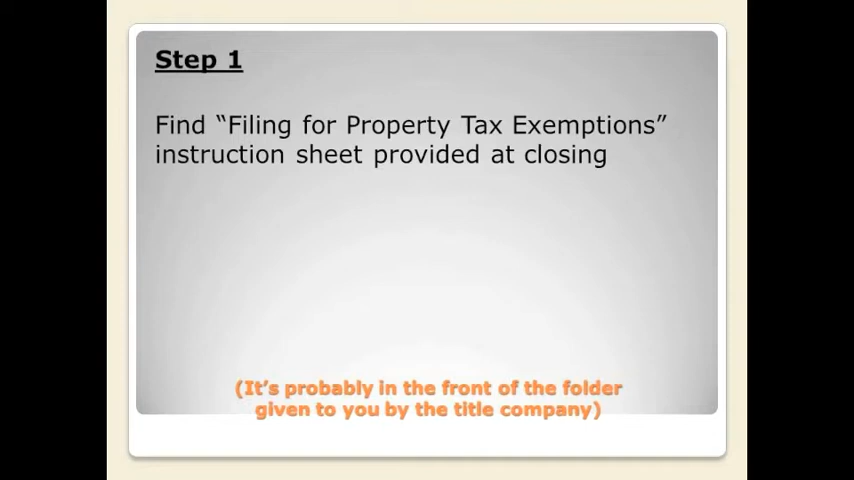 Step 1
Find “Filing for Property Tax Exemptions”
instruction sheet provided at closing
(It’s probably in the front of the folder
given to you by the title company)